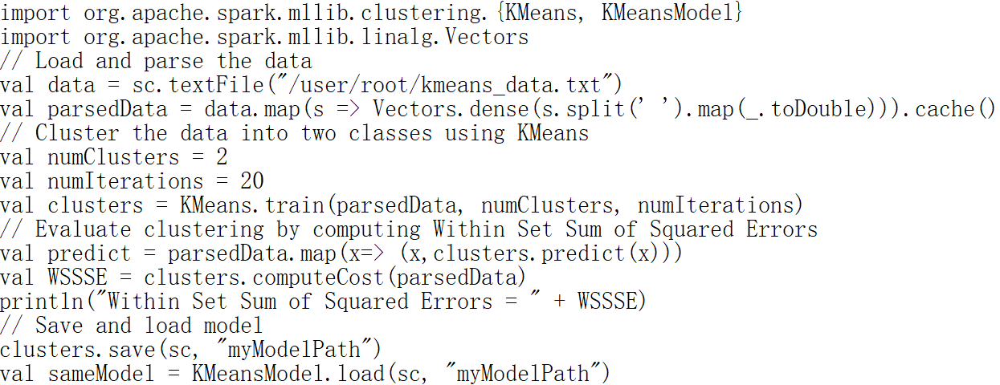 import org.apache.spark.mllib.clustering.{KMeans, KMeansModel}
import org.apache.spark.mllib.linalg.Vectors
// Load and parse the data
val data = sc.textFile("/user/root/kmeans_data.txt")
val parsedData = data.map(s => Vectors.dense(s.split(' ').map(_.toDouble))).cache()
// Cluster the data into two classes using KMeans
val numClusters = 2
val numIterations = 20
val clusters = KMeans.train(parsedData, numClusters, numIterations)
// Evaluate clustering by computing Within Set Sum of Squared Errors
val predict = parsedData.map(x=> (x,clusters.predict(x)))
val WSSSE = clusters.computeCost(parsedData)
println("Within Set Sum of Squared Errors = " + WSSSE)
// Save and load model
clusters.save(sc, "myModelPath")
val sameModel = KMeansModel.load(sc, "myModelPath")